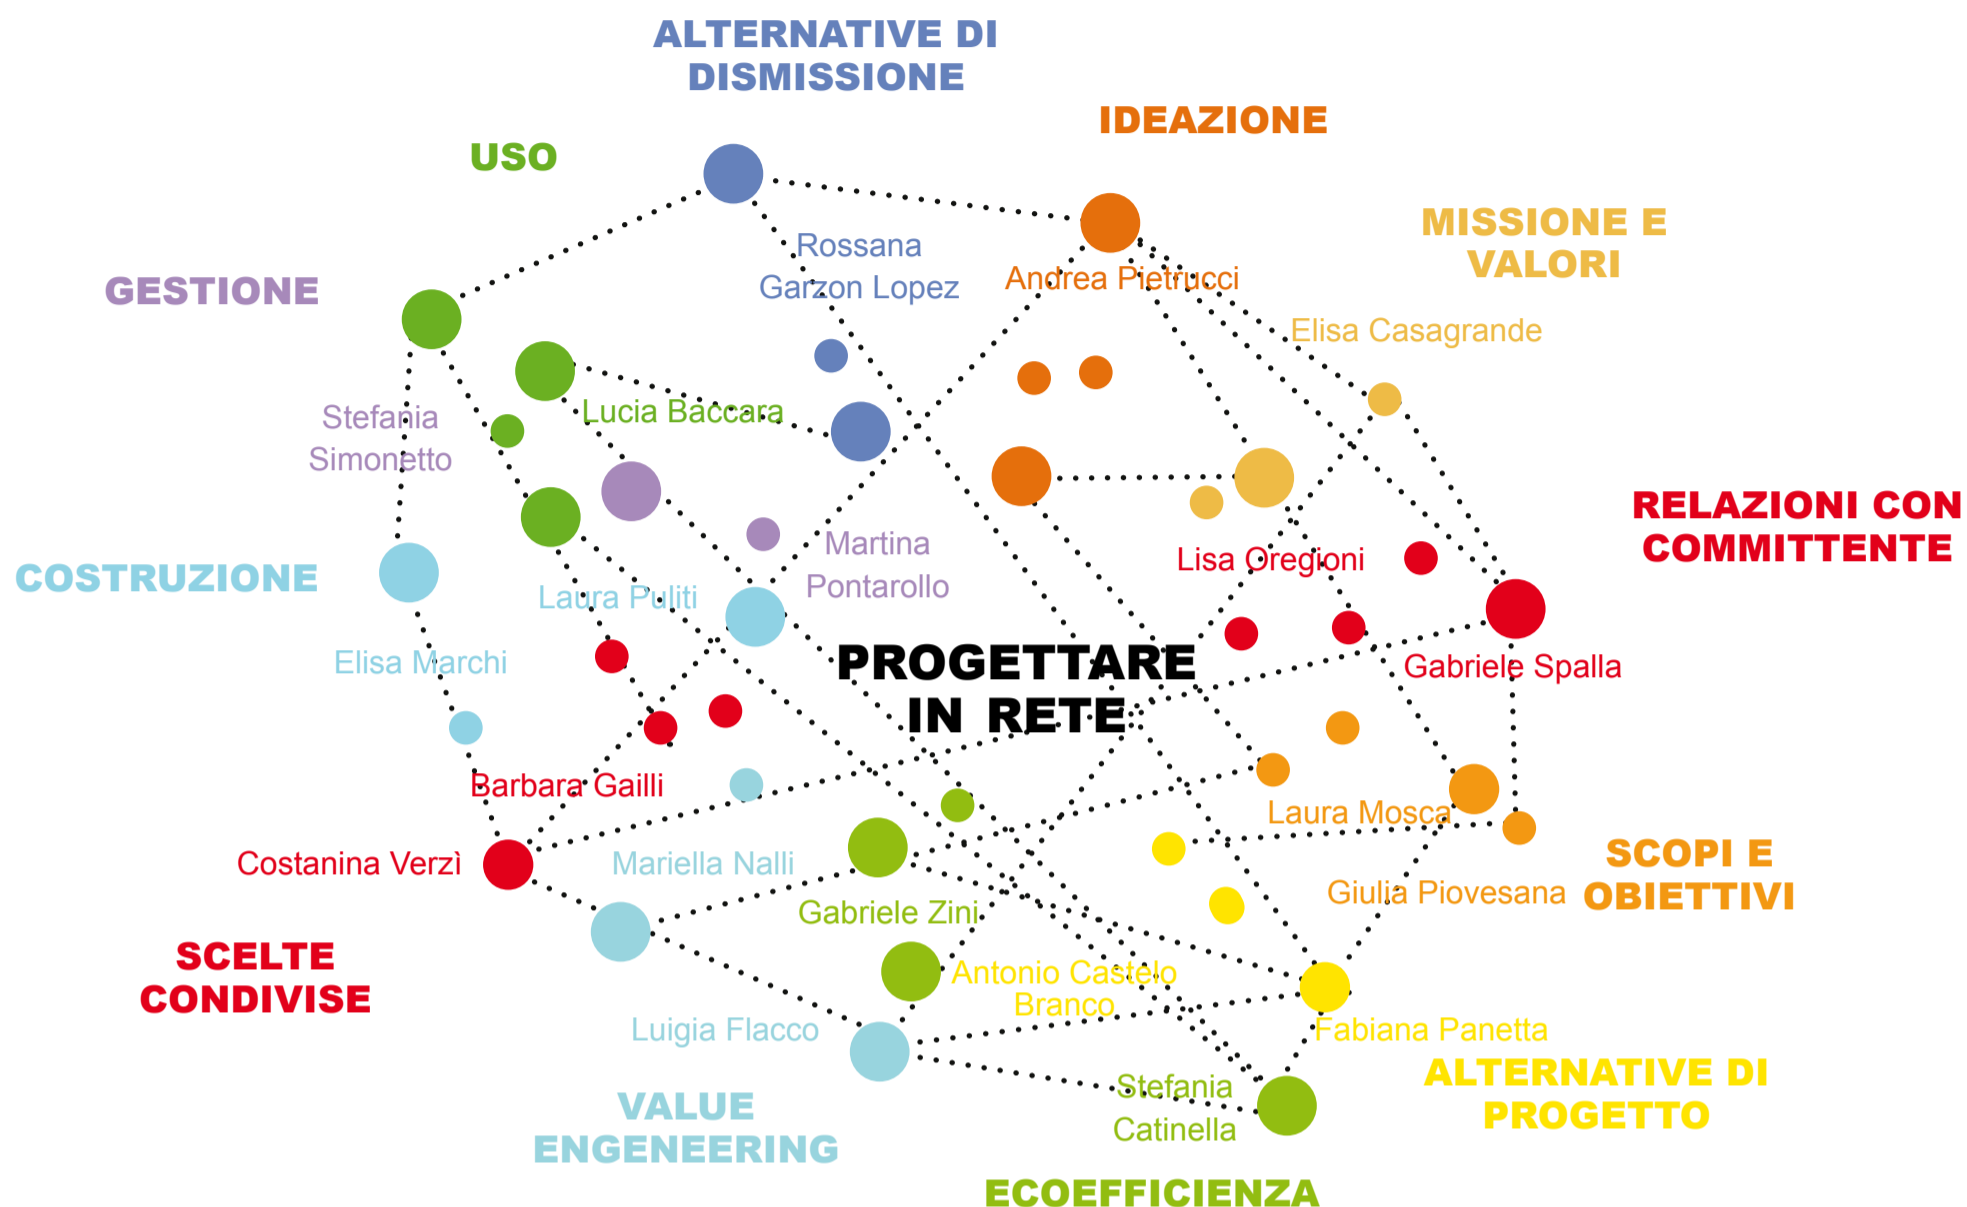 ALTERNATIVE DI
DISMISSIONE
IDEAZIONE
USO
MISSIONE E
VALORI
Rossana
Garzon Lopez
Andrea Pietrucci
GESTIONE
Elisa Casagrande
Stefania
Simonetto
Lucia Baccara
RELAZIONI CON
COMMITTENTE
Martina
Pontarollo
Lisa Oregioni
COSTRUZIONE
Laura Puliti
Elisa Marchi
PROGETTARE
IN RETE
Gabriele Spalla
Barbara Gailli
Laura Mosca
Costanina Verzì
Mariella Nalli
SCOPI E
OBIETTIVI
Giulia Piovesana
Gabriele Zini
SCELTE
CONDIVISE
Antonio Castelo
Branco
Luigia Flacco
Fabiana Panetta
Stefania
Catinella
ALTERNATIVE DI
PROGETTO
VALUE
ENGENEERING
ECOEFFICIENZA